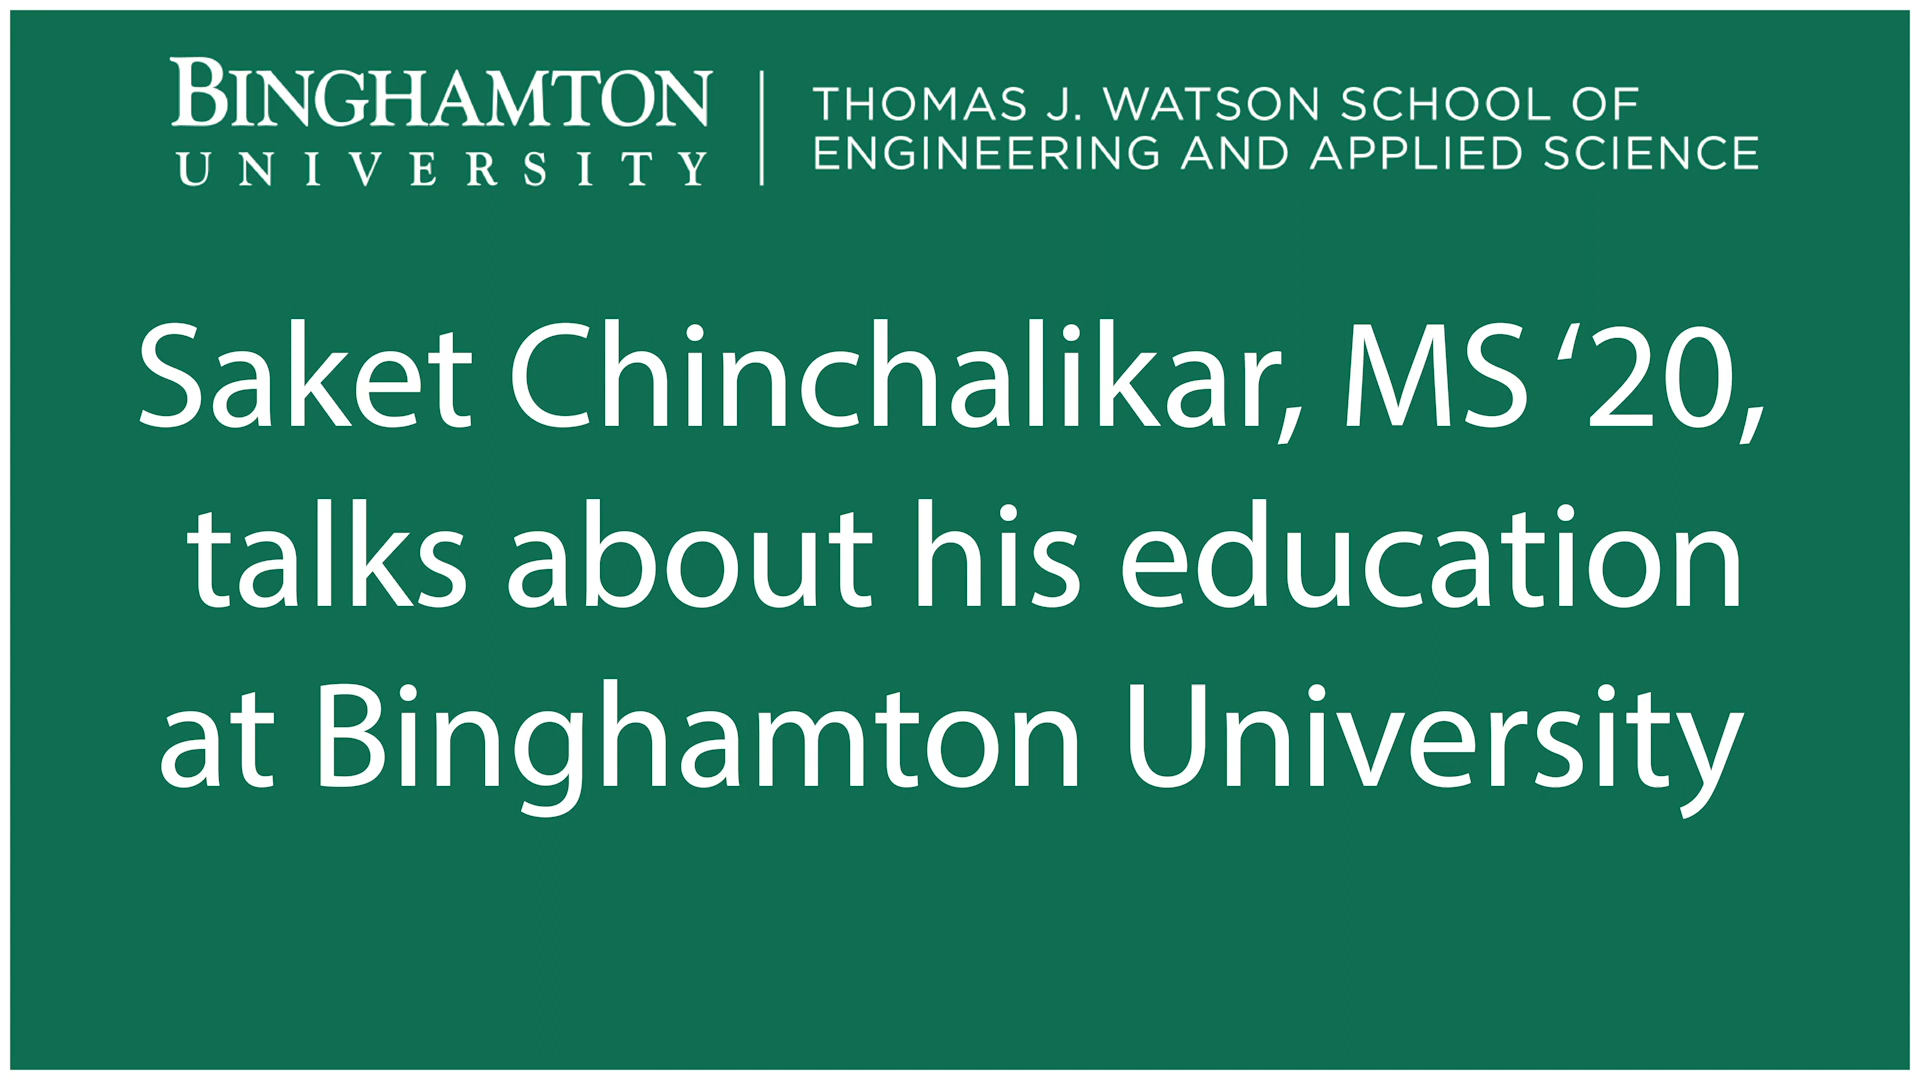 BINGHAMTON
UNIVERSITY
THOMAS J. WATSON SCHOOL OF
ENGINEERING AND APPLIED SCIENCE
Saket Chinchalikar, MS ‘20,
talks about his education
at Binghamton University